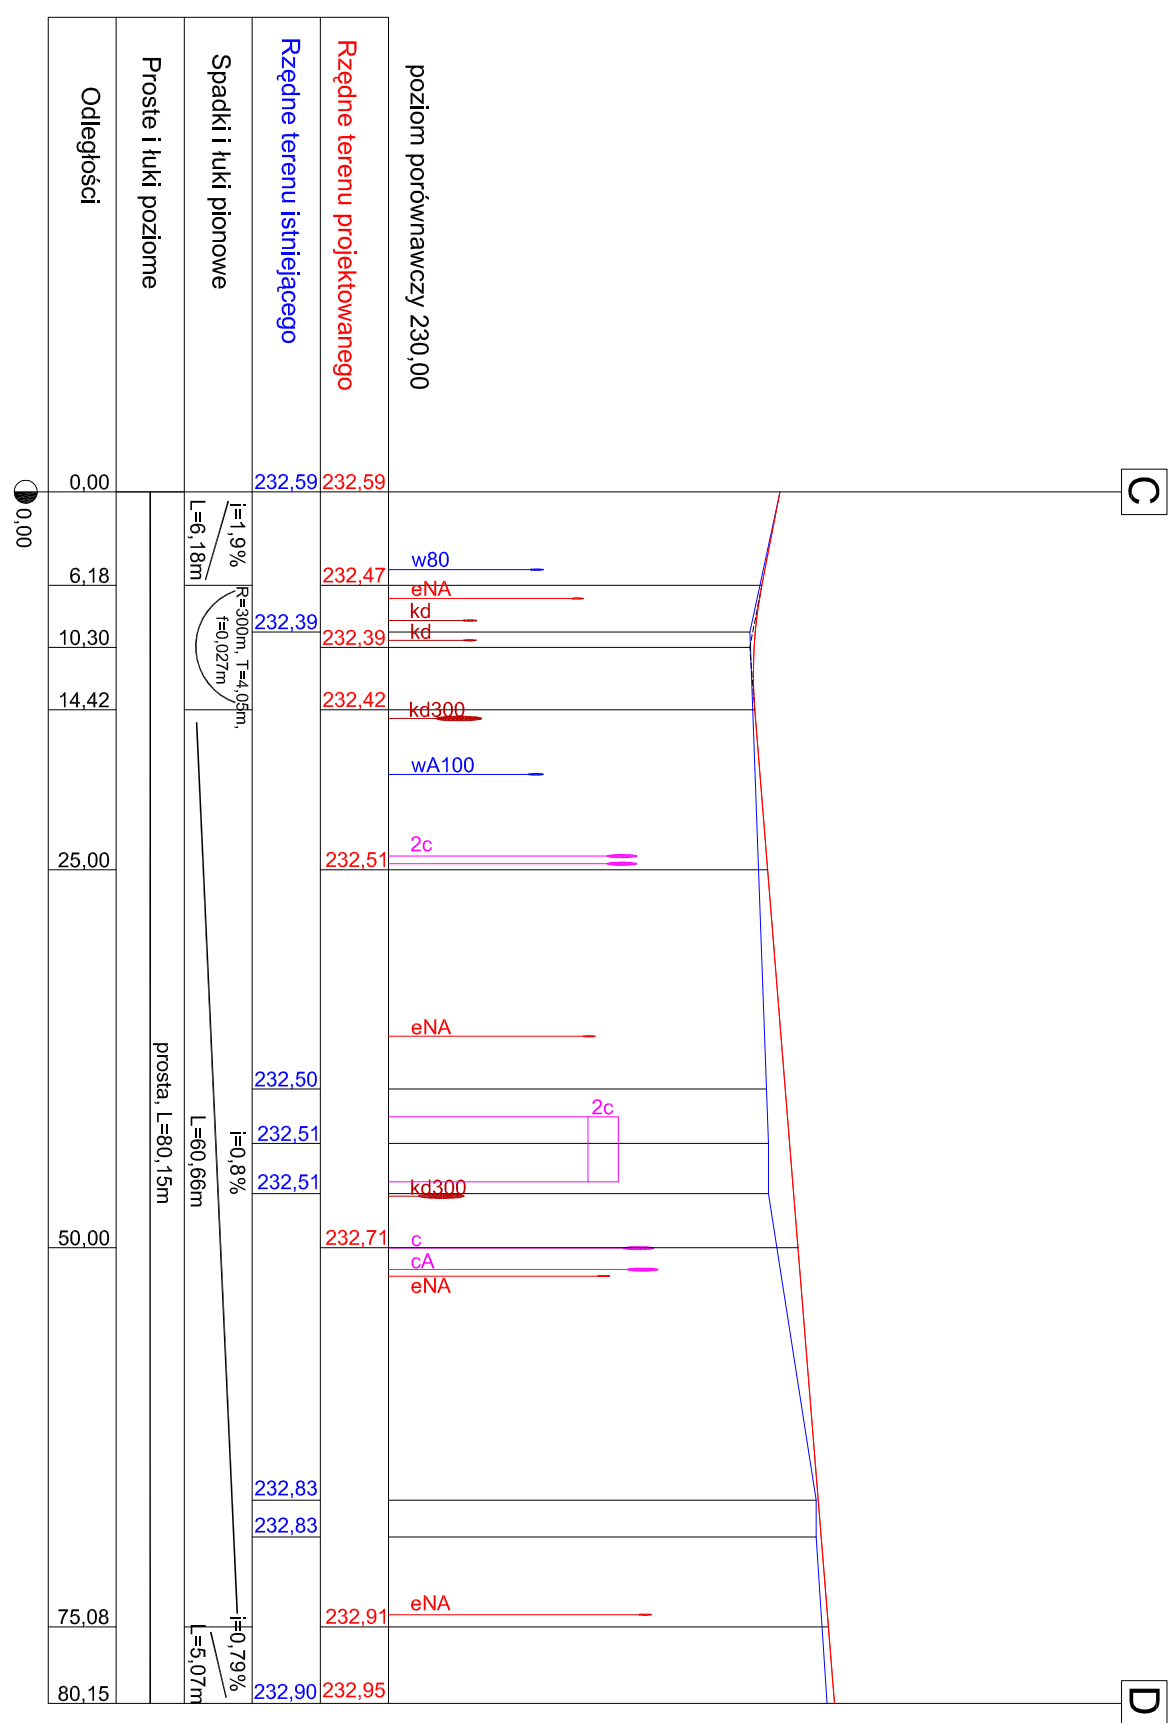 C
D
poziom porównawczy 230,00
w80
eNA
kd
kd
kd300
wA100
2c
eNA
2c
kd300
c
cA
eNA
eNA
Rzędne terenu projektowanego
232,59
232,47
232,39
232,42
232,51
232,71
232,91
232,95
Rzędne terenu istniejącego
232,59
232,39
232,50
232,51
232,51
232,83
232,83
232,90
Spadki i łuki pionowe
i=1,9%
L=6,18m
R=300m, T=4,05m,
f=0,027m
i=0,8%
L=60,66m
i=0,79%
L=5,07m
Proste i łuki poziome
prosta, L=80,15m
Odległości
0,00
6,18
10,30
14,42
25,00
50,00
75,08
80,15
0,00